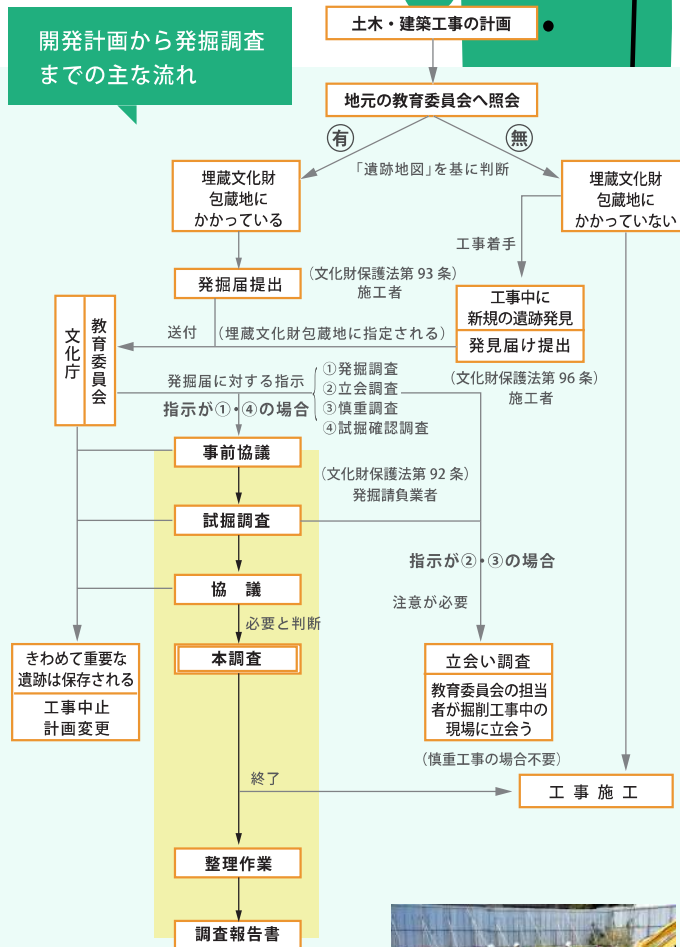 開発計画から発掘調査
までの主な流れ
土木・建築工事の計画
地元の教育委員会へ照会
有
無
「遺跡地図」を基に判断
埋蔵文化財
包蔵地に
かかっている
埋蔵文化財
包蔵地に
かかっていない
工事着手
発掘届提出
（文化財保護法第 93 条）
施工者
工事中に
新規の遺跡発見
発見届け提出
（文化財保護法第 96 条）
施工者
送付
（埋蔵文化財包蔵地に指定される）
教育委員会
文化庁
発掘届に対する指示
①発掘調査
②立会調査
③慎重調査
④試掘確認調査
指示が①・④の場合
事前協議
（文化財保護法第 92 条）
発掘請負業者
試掘調査
指示が②・③の場合
協　議
注意が必要
必要と判断
本調査
きわめて重要な
遺跡は保存される
工事中止
計画変更
立会い調査
教育委員会の担当
者が掘削工事中の
現場に立会う
（慎重工事の場合不要）
終了
工 事 施 工
整理作業
調査報告書